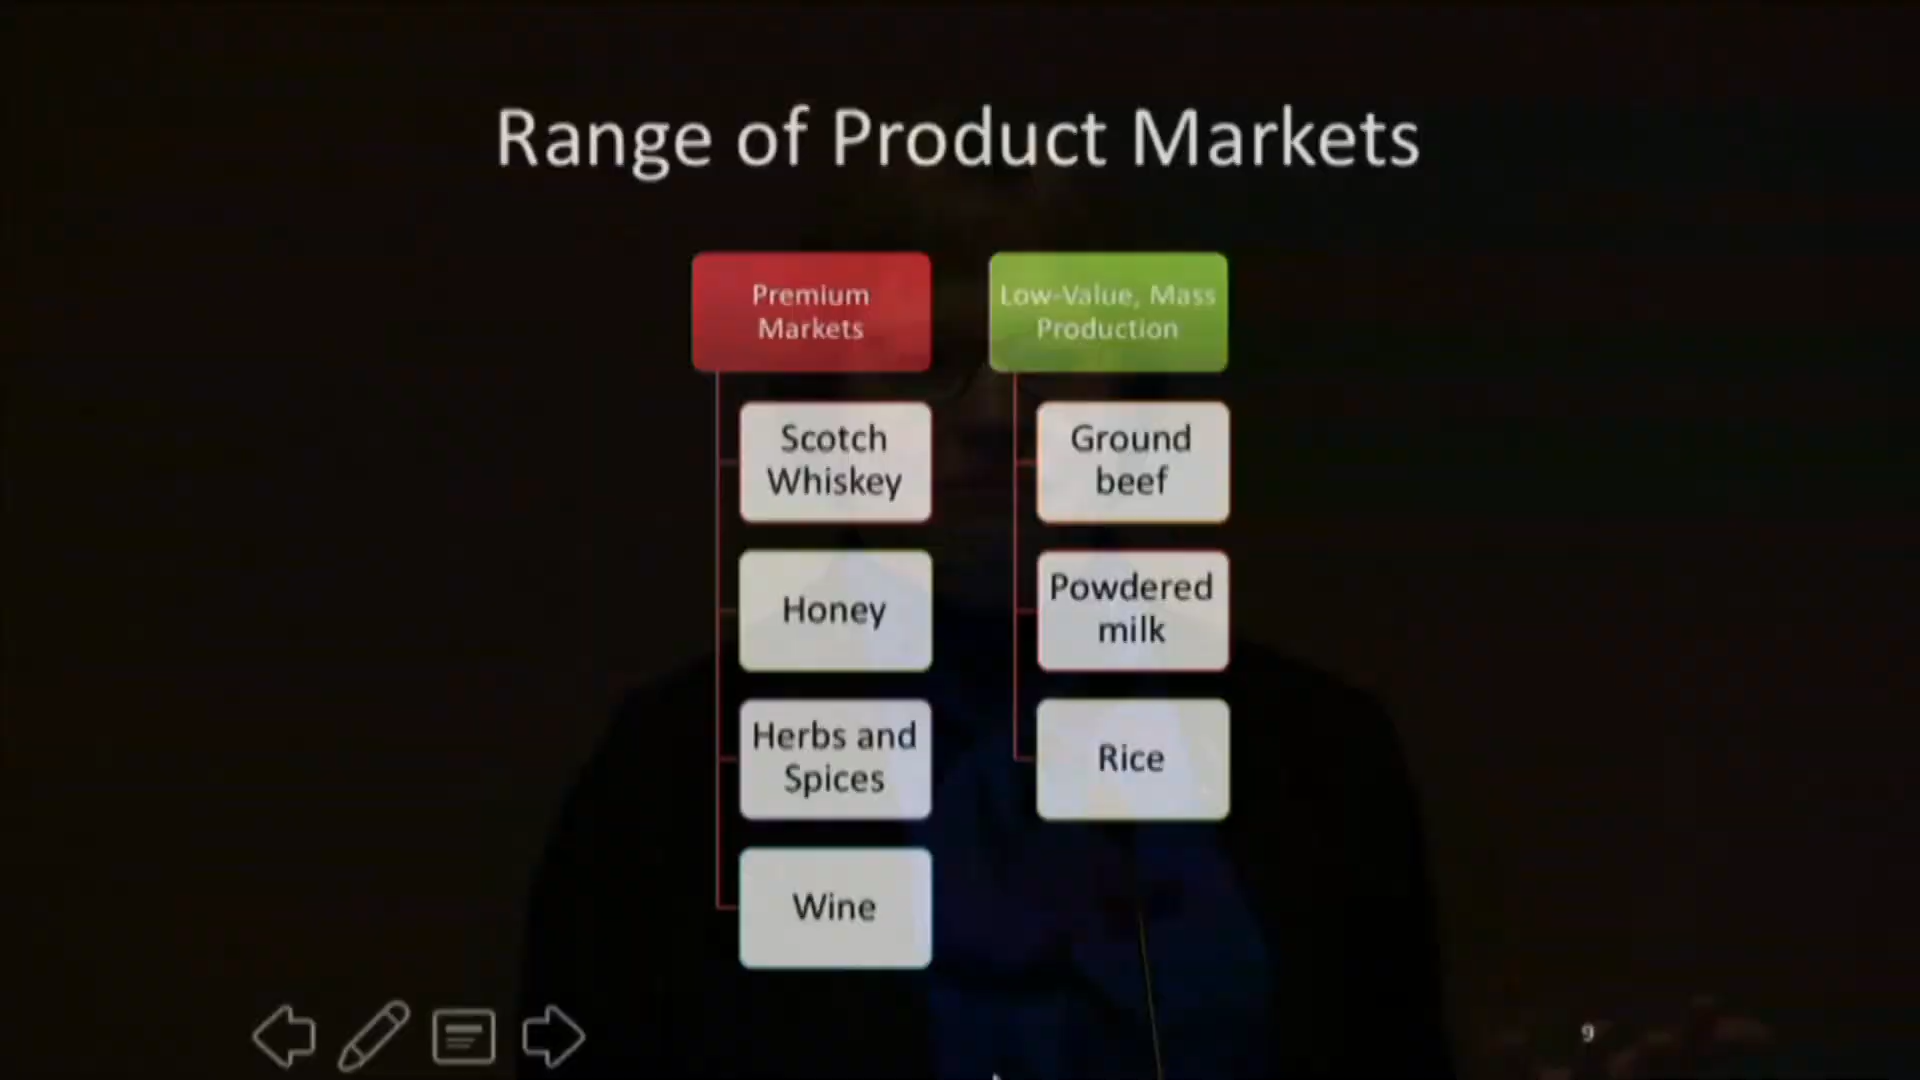 Range of Product Markets
Premium
Markets
Scotch
Whiskey
Honey
Herbs and
Spices
Wine
Low-Value, Mass
Production
Ground
beef
Powdered
milk
Rice
9